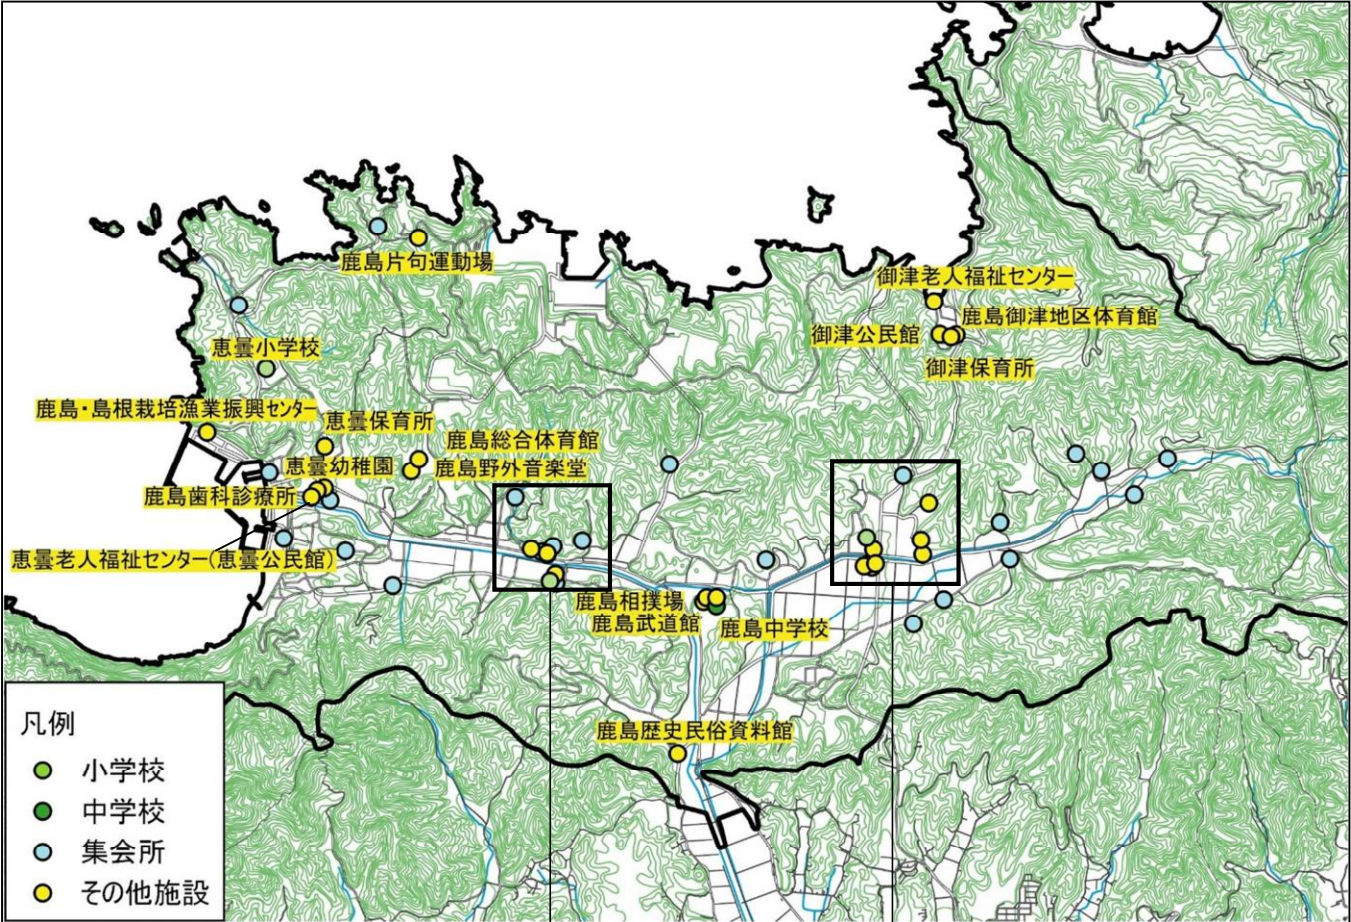 鹿島片句運動場
御津老人福祉センター
鹿島御津地区体育館
御津公民館
恵曇小学校
御津保育所
鹿島・島根栽培漁業振興センター
恵曇保育所
鹿島総合体育館
恵曇幼稚園
鹿島野外音楽堂
鹿島歯科診療所
恵曇老人福祉センター(恵曇公民館)
鹿島相撲場
鹿島武道館
鹿島中学校
鹿島歴史民俗資料館
凡例
小学校
中学校
集会所
その他施設